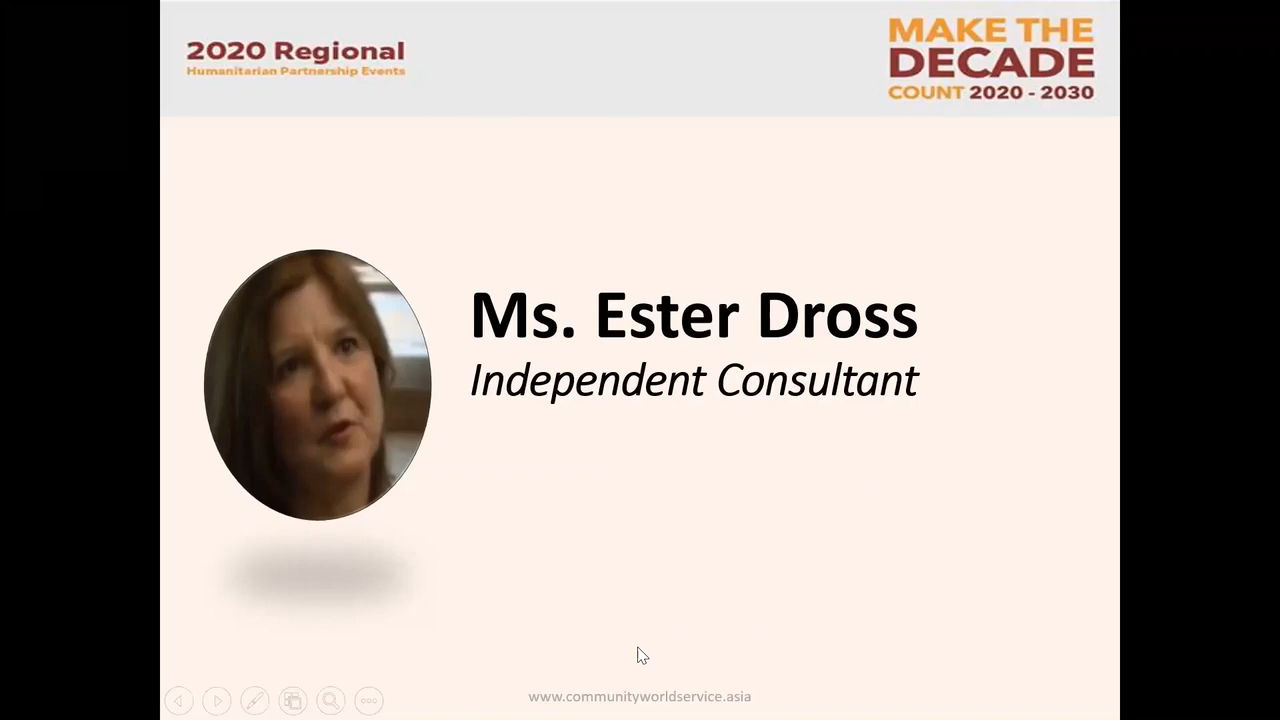 2020 Regional
Humanitarian Partnership Events
MAKE THE
DECADE
COUNT 2020 - 2030
Ms. Ester Dross
Independent Consultant
www.communityworldservice.asia